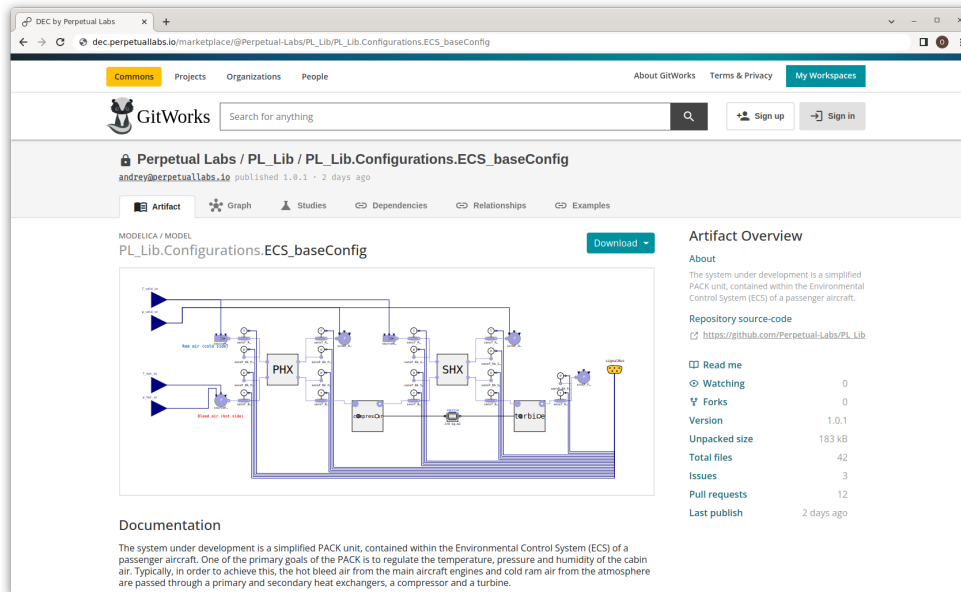 DEC by Perpetual Labs
dec.perpetuallabs.io/marketplace/@Perpetual-Labs/PL_Lib/PL_Lib.Configurations.ECS_baseConfig
O
Commons Projects Organizations People About GitWorks Terms & Privacy My Workspaces
GitWorks Search for anything Sign up Sign in
Perpetual Labs / PL_Lib / PL_Lib.Configurations.ECS_baseConfig
andrey@perpetuallabs.io published 1.0.1 · 2 days ago
Artifact Graph Studies Dependencies Relationships Examples
MODELICA / MODEL
PL_Lib.Configurations.ECS_baseConfig
Download
T_cold_in
p_cold_in
Ram air (cold side)
PHX
SHX
signalBus
T_hot_in
p_hot_in
Bleed air (hot side)
compressor
turbine
Documentation
The system under development is a simplified PACK unit, contained within the Environmental Control System (ECS) of a
passenger aircraft. One of the primary goals of the PACK is to regulate the temperature, pressure and humidity of the cabin
air. Typically, in order to achieve this, the hot bleed air from the main aircraft engines and cold ram air from the atmosphere
are passed through a primary and secondary heat exchangers, a compressor and a turbine.
Artifact Overview
About
The system under development is a simplified
PACK unit, contained within the Environmental
Control System (ECS) of a passenger aircraft.
Repository source-code
https://github.com/Perpetual-Labs/PL_Lib
Read me
Watching 0
Forks 0
Version 1.0.1
Unpacked size 183 kB
Total files 42
Issues 3
Pull requests 12
Last publish 2 days ago